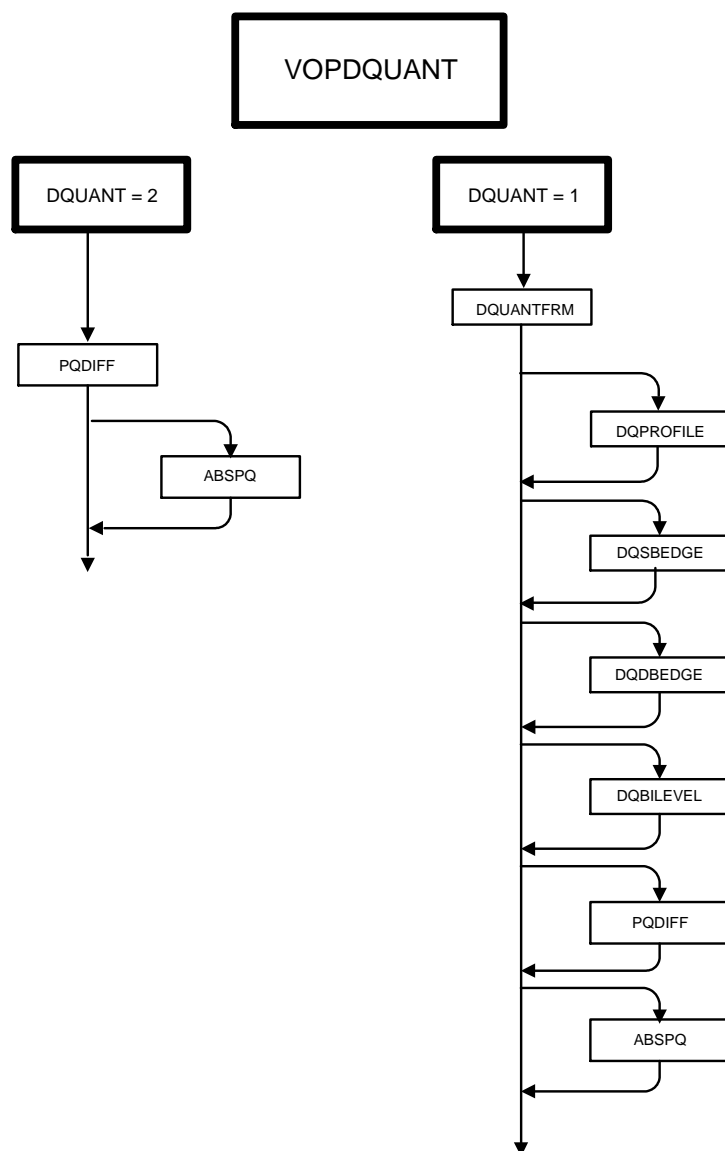 VOPDQUANT
DQUANT = 2
DQUANT = 1
DQUANTFRM
PQDIFF
DQPROFILE
ABSPQ
DQSBEDGE
DQDBEDGE
DQBILEVEL
PQDIFF
ABSPQ